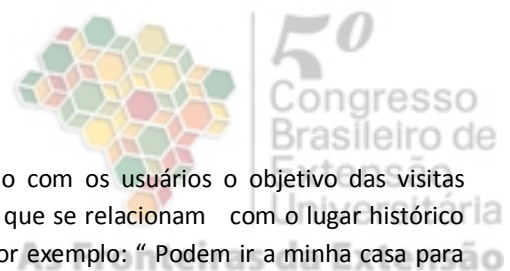 5º
Congresso
Brasileiro de
Extensão
Universitária
As Fronteiras da Extensão
o com os usuários o objetivo das visitas
que se relacionam com o lugar histórico
or exemplo: “ Podem ir a minha casa para